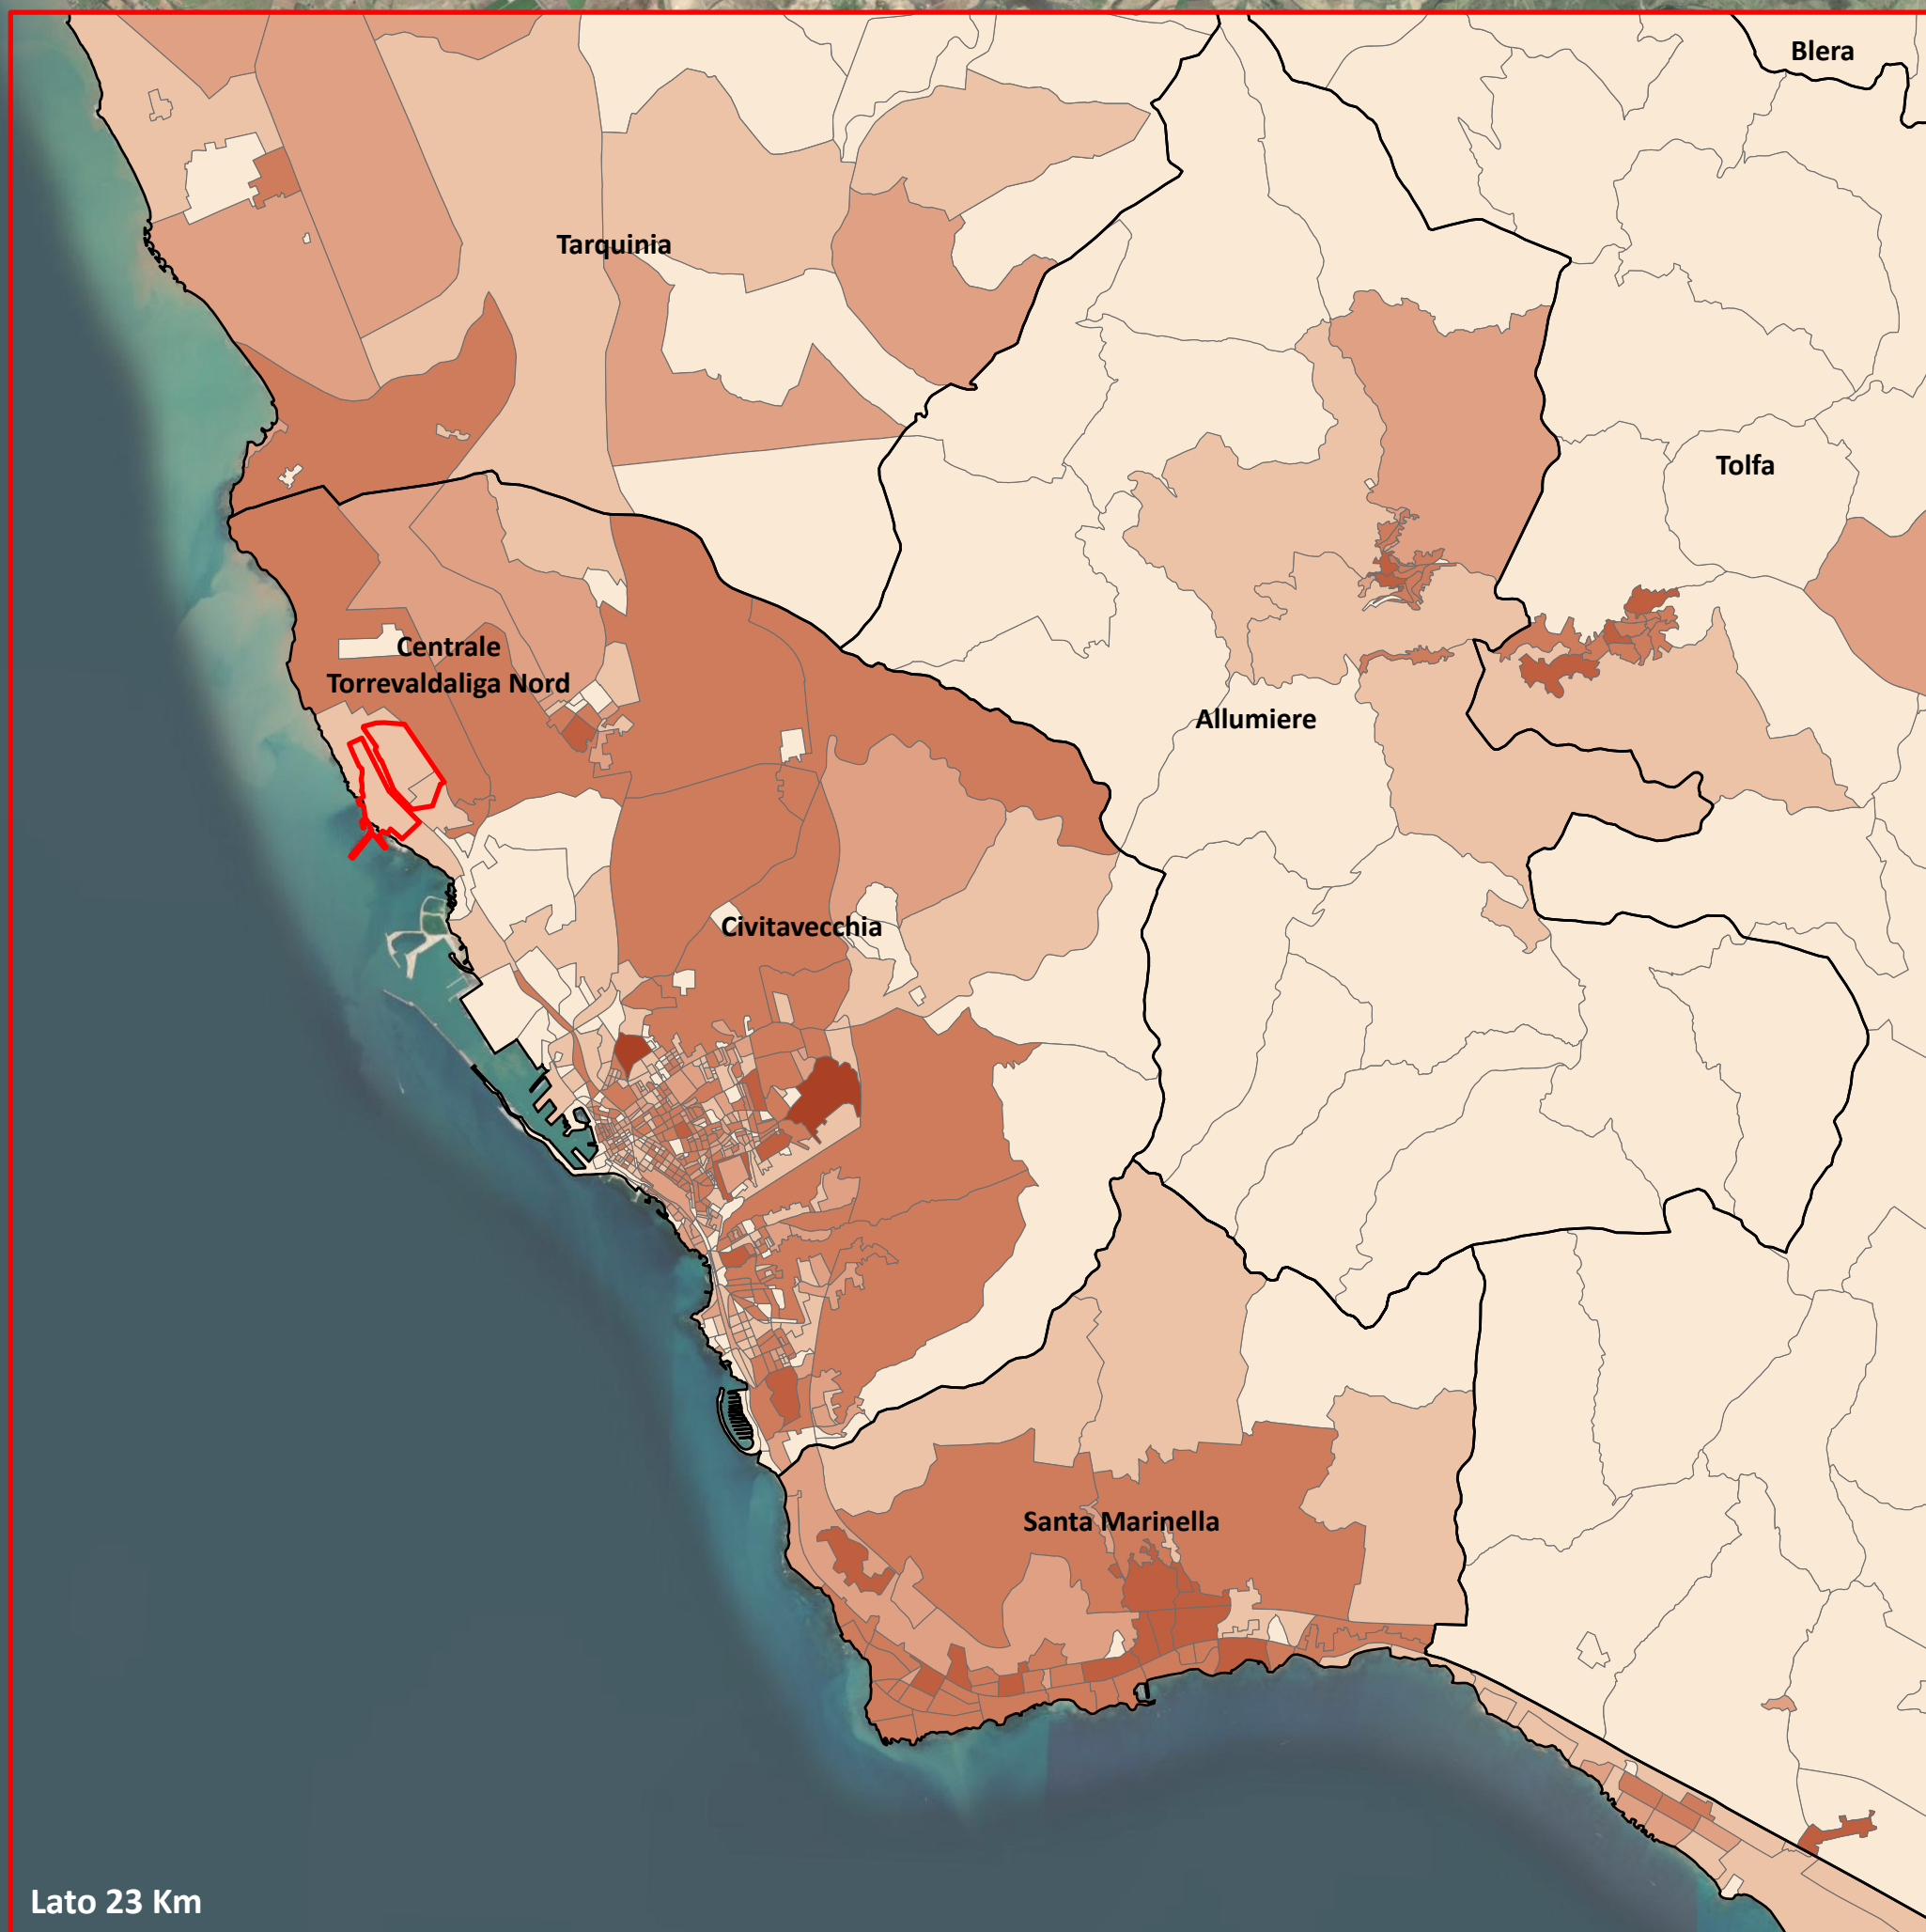 Blera
Tarquinia
Tolfa
Centrale
Torrevaldaliga Nord
Allumiere
Civitavecchia
Santa Marinella
Lato 23 Km